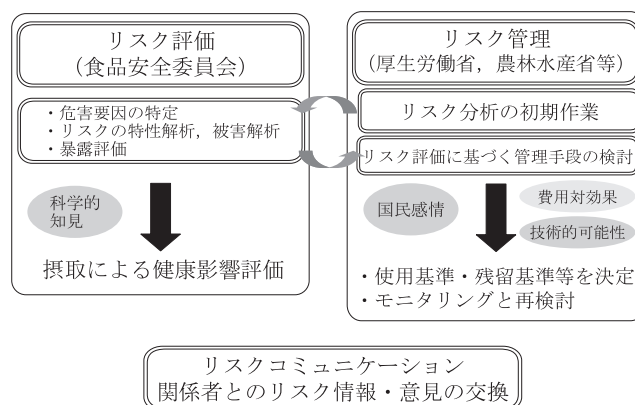 リスク評価
(食品安全委員会)
・危害要因の特定
・リスクの特性解析，被害解析
・暴露評価
科学的
知見
摂取による健康影響評価
リスク管理
(厚生労働省，農林水産省等)
リスク分析の初期作業
リスク評価に基づく管理手段の検討
国民感情
費用対効果
技術的可能性
・使用基準・残留基準等を決定
・モニタリングと再検討
リスクコミュニケーション
関係者とのリスク情報・意見の交換